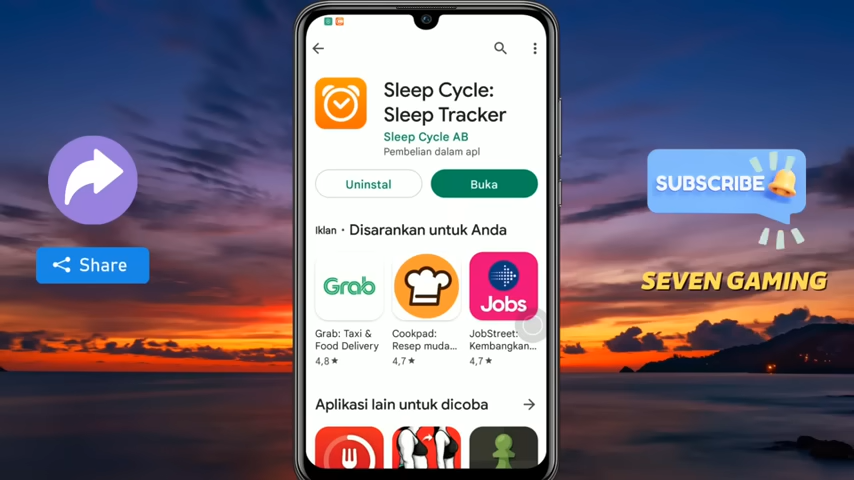 Sleep Cycle:
Sleep Tracker
Sleep Cycle AB
Pembelian dalam apl
Uninstal
Buka
Iklan · Disarankan untuk Anda
Grab
Jobs
Grab: Taxi &
Food Delivery
4,8★
Cookpad:
Resep muda...
4,7★
JobStreet:
Kembangkan...
4,7★
Aplikasi lain untuk dicoba
Share
SUBSCRIBE
SEVEN GAMING